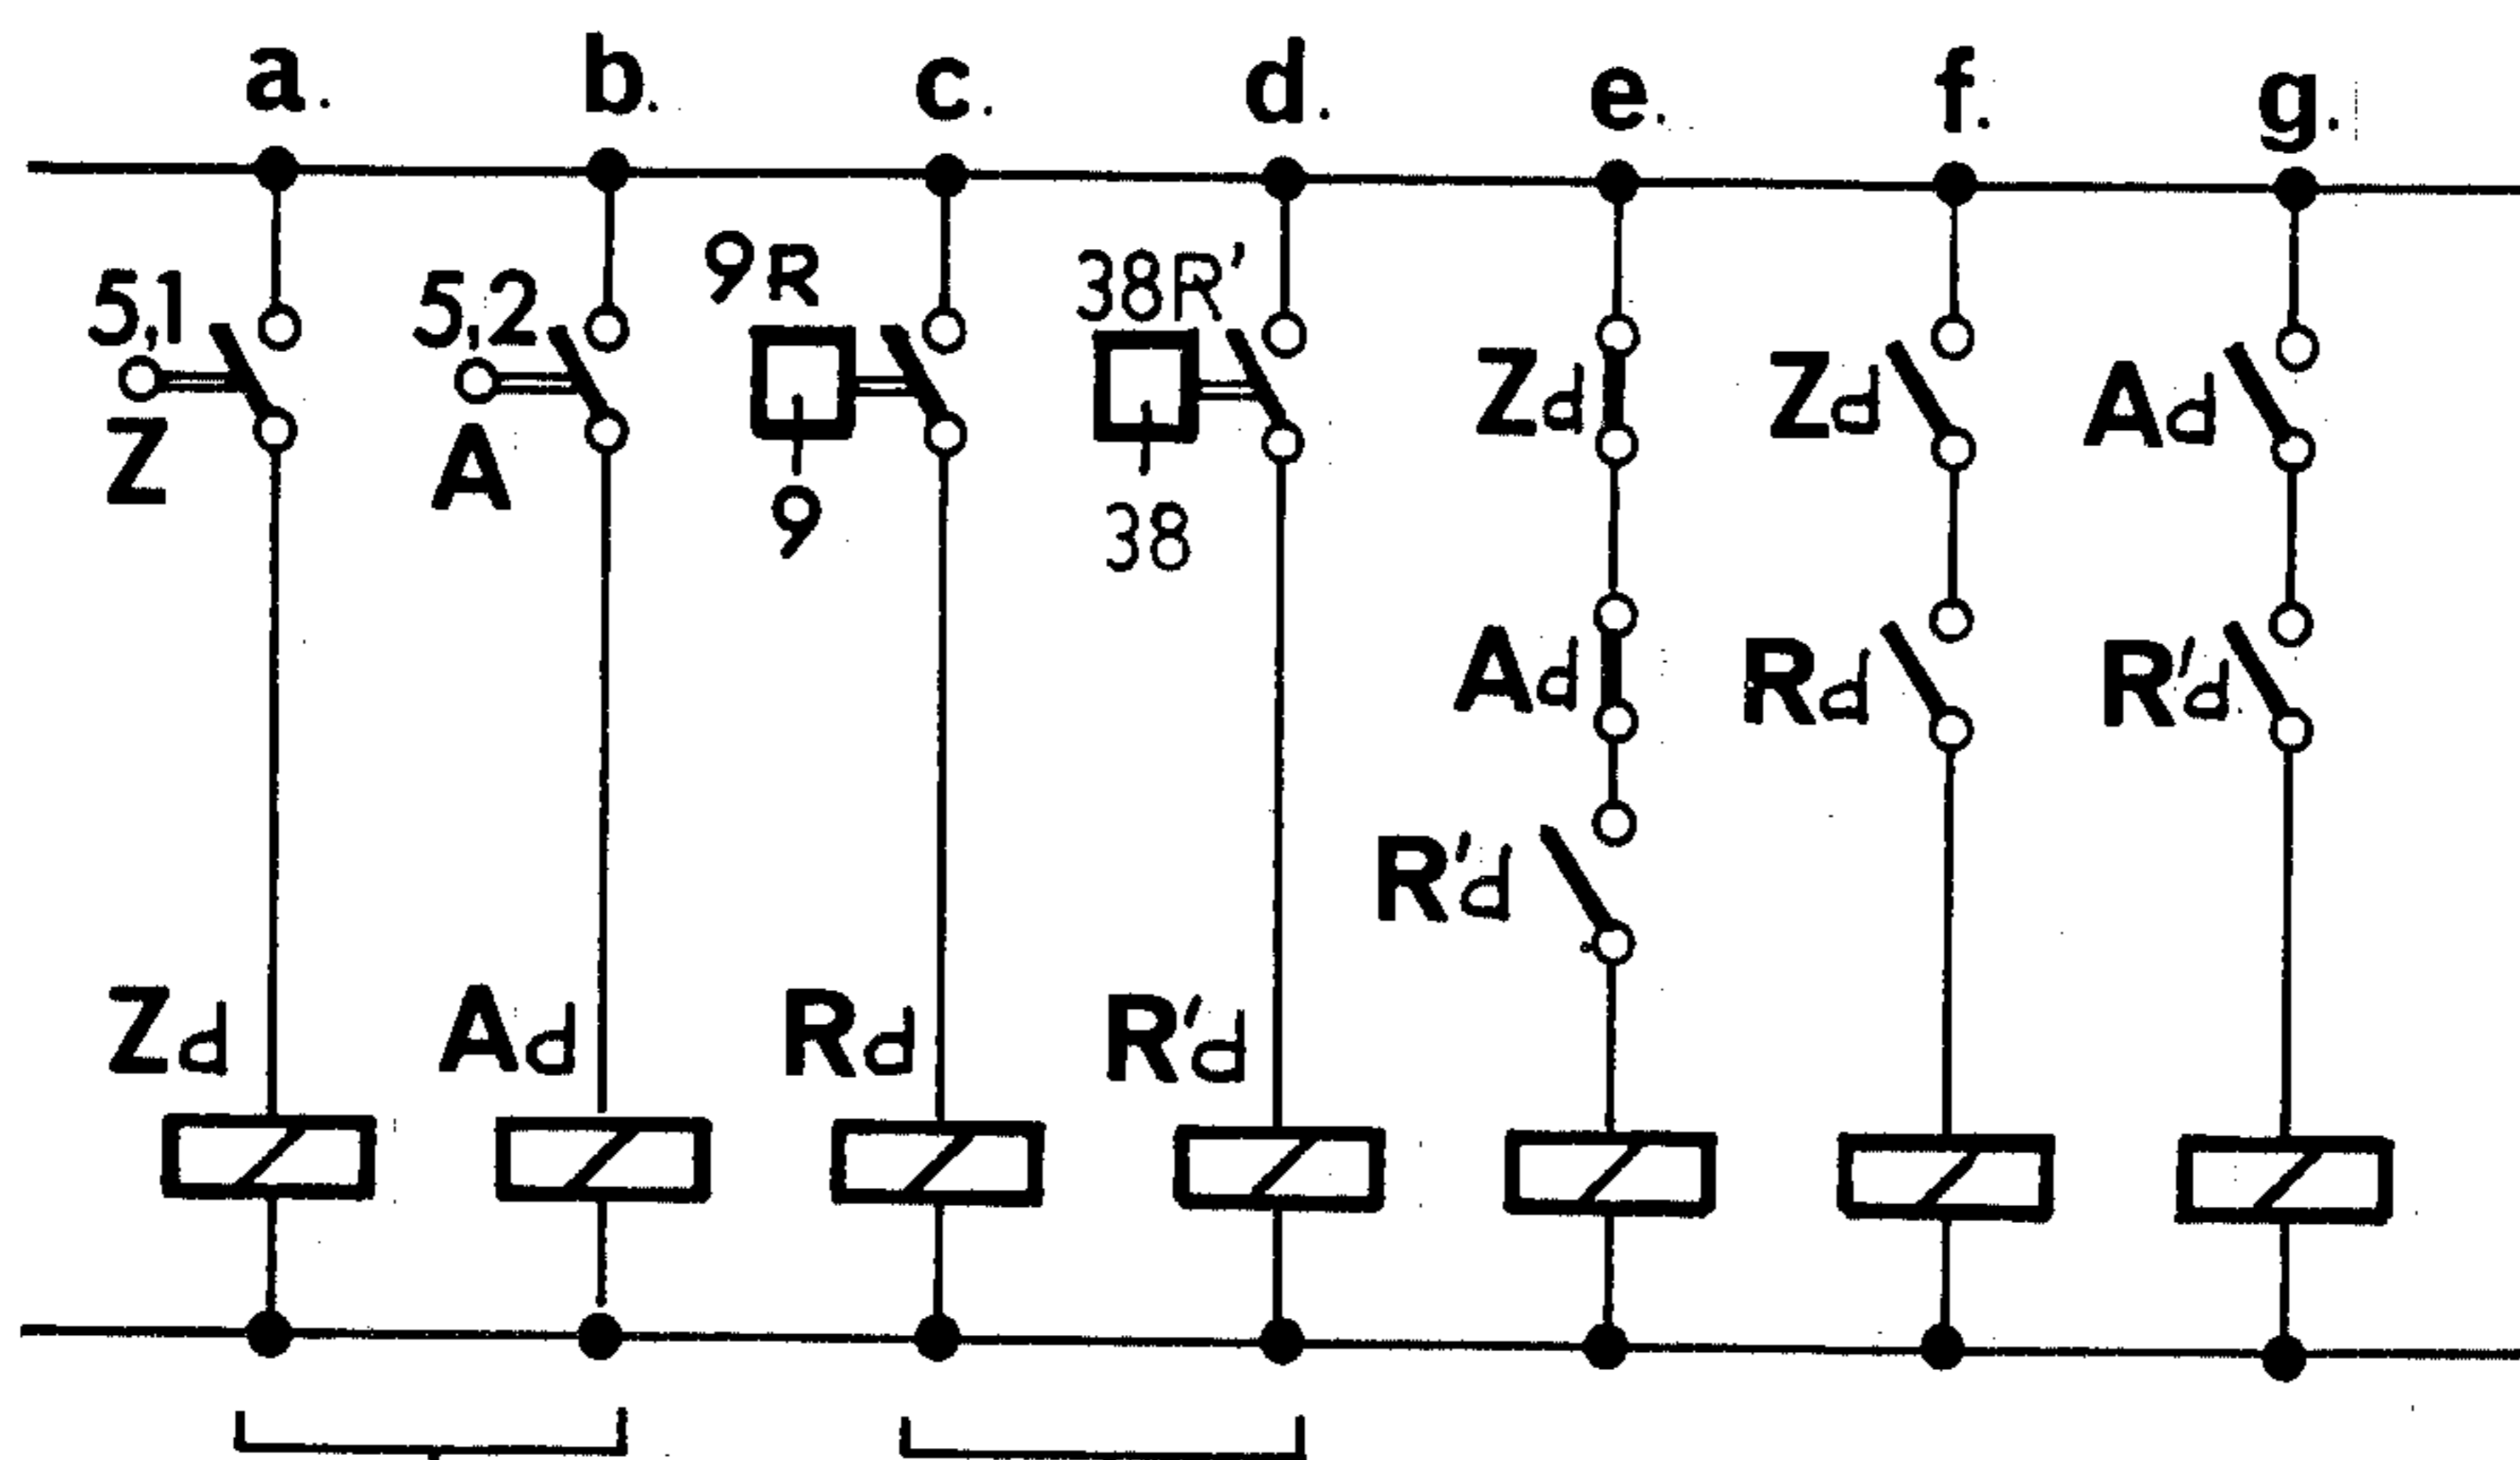 a. b. c. d. e. f. g.
9R 38R'
5,1 5,2
Z A Zd Zd Ad
9 38
Ad Rd R'd
R'd
Zd Ad Rd R'd